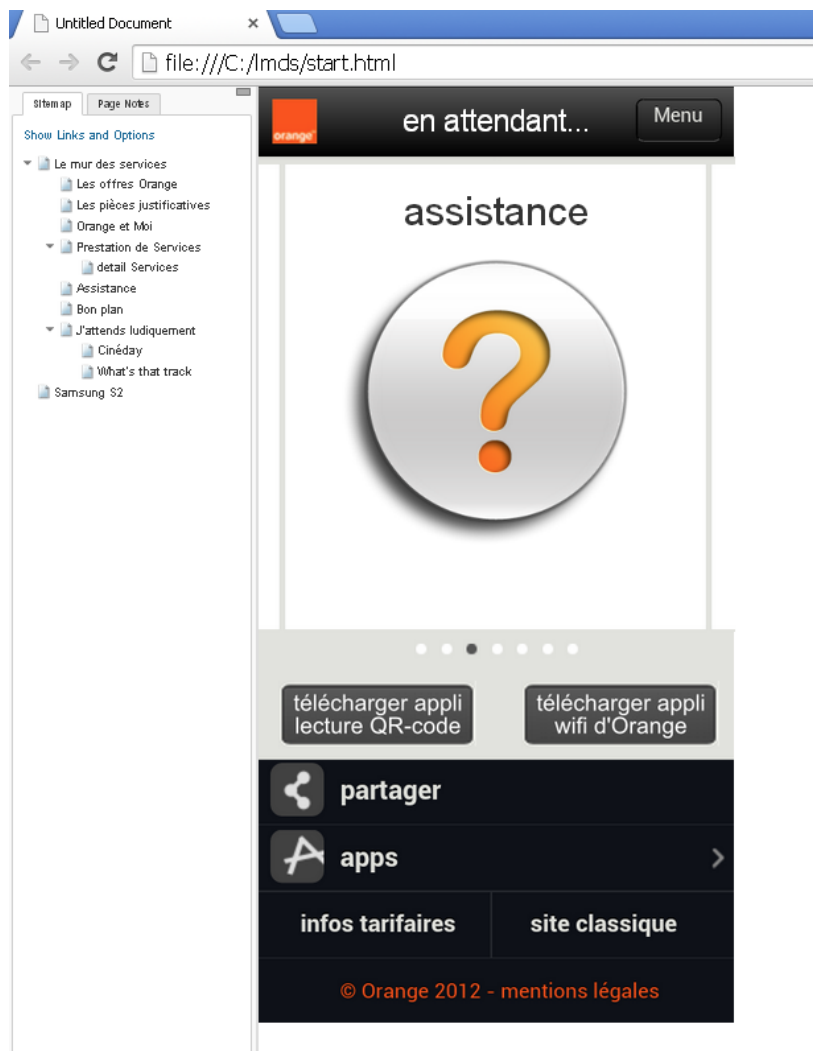 Untitled Document
file:///C:/lmds/start.html
Sitemap
Page Notes
Show Links and Options
Le mur des services
Les offres Orange
Les pièces justificatives
Orange et Moi
Prestation de Services
detail Services
Assistance
Bon plan
J'attends ludiquement
Cinéday
What's that track
Samsung S2
orange
en attendant...
Menu
assistance
?
télécharger appli
lecture QR-code
télécharger appli
wifi d'Orange
partager
apps
infos tarifaires
site classique
© Orange 2012 - mentions légales